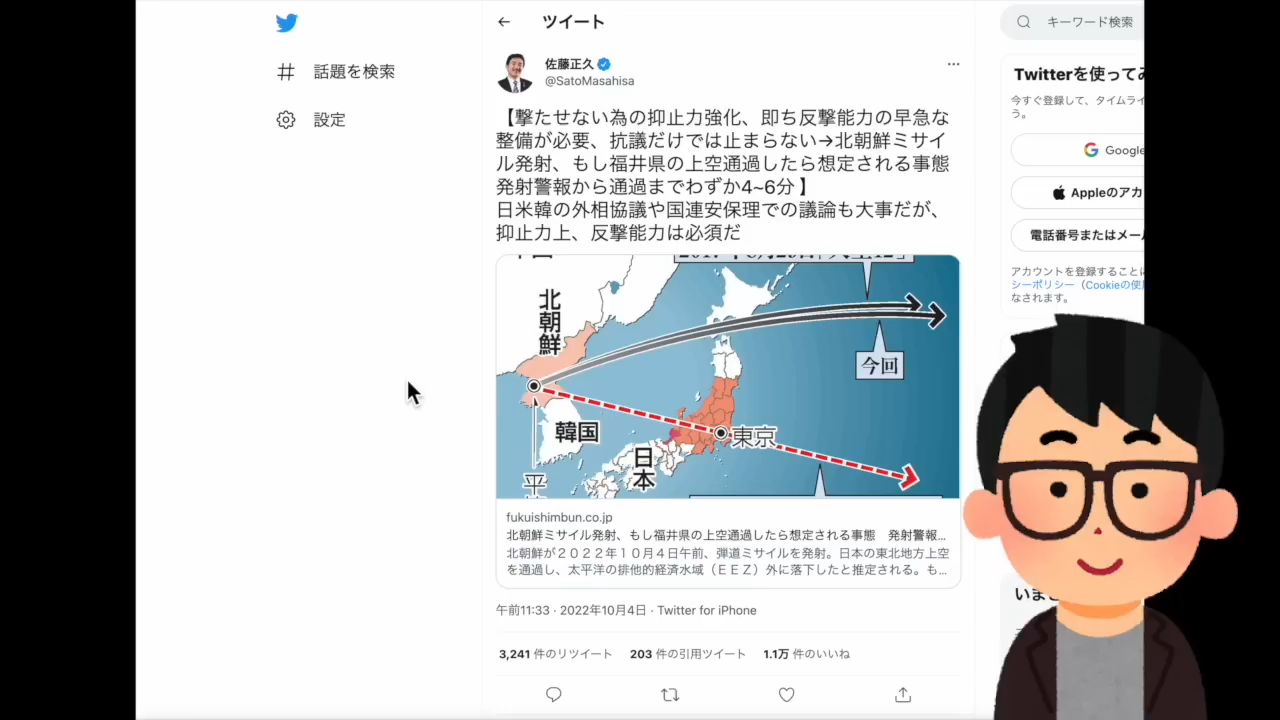 ツイート
キーワード検索
話題を検索
設定
佐藤正久
@SatoMasahisa
【撃たせない為の抑止力強化、即ち反撃能力の早急な
整備が必要、抗議だけでは止まらない→北朝鮮ミサイ
ル発射、もし福井県の上空通過したら想定される事態
発射警報から通過までわずか4~6分】
日米韓の外相協議や国連安保理での議論も大事だが、
抑止力上、反撃能力は必須だ
北朝鮮
今回
韓国
東京
日本
平
fukuishimbun.co.jp
北朝鮮ミサイル発射、もし福井県の上空通過したら想定される事態 発射警報...
北朝鮮が２０２２年１０月４日午前、弾道ミサイルを発射。日本の東北地方上空
を通過し、太平洋の排他的経済水域（ＥＥＺ）外に落下したと推定される。も...
午前11:33 · 2022年10月4日 · Twitter for iPhone
3,241 件のリツイート 203 件の引用ツイート 1.1万 件のいいね
Twitterを使ってみ
今すぐ登録して、タイムライ
う。
Google
Appleのアカ
電話番号またはメー
アカウントを登録することに
シーポリシー（Cookieの使
なされます。
いま